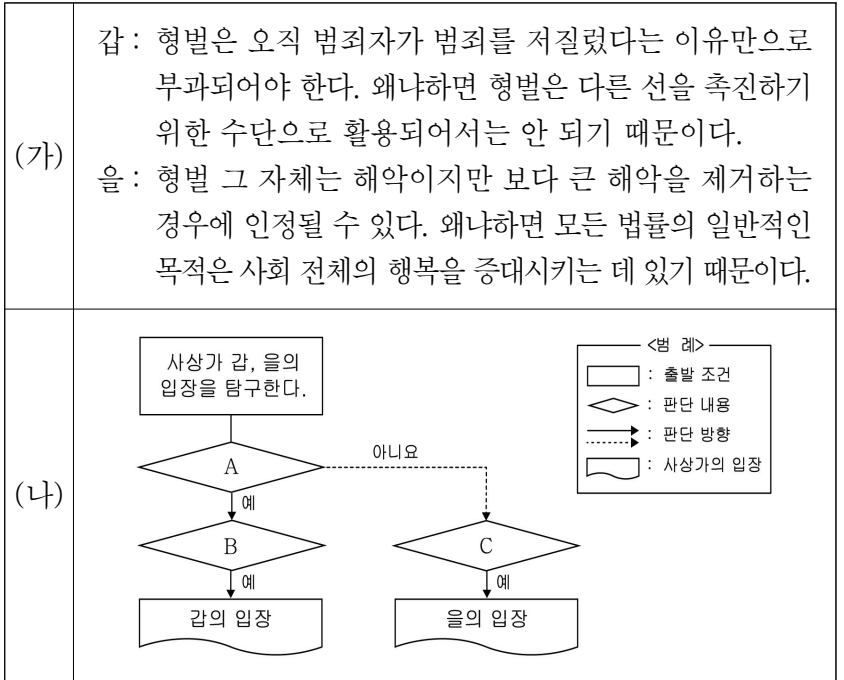 (가)
갑 : 형벌은 오직 범죄자가 범죄를 저질렀다는 이유만으로
부과되어야 한다. 왜냐하면 형벌은 다른 선을 촉진하기
위한 수단으로 활용되어서는 안 되기 때문이다.
을 : 형벌 그 자체는 해악이지만 보다 큰 해악을 제거하는
경우에 인정될 수 있다. 왜냐하면 모든 법률의 일반적인
목적은 사회 전체의 행복을 증대시키는 데 있기 때문이다.
(나)
사상가 갑, 을의
입장을 탐구한다.
A
아니요
예
B
C
예
예
갑의 입장
을의 입장
<범 례>
: 출발 조건
: 판단 내용
: 판단 방향
: 사상가의 입장